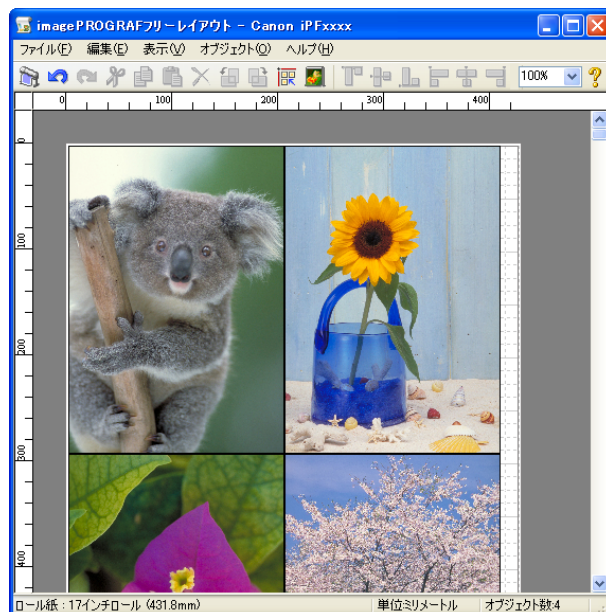 imagePROGRAFフリーレイアウト - Canon iPFxxxx
ファイル(F) 編集(E) 表示(V) オブジェクト(O) ヘルプ(H)
100%
0 100 200 300 400
0
100
200
300
400
ロール紙 : 17インチロール (431.8mm) 単位:ミリメートル オブジェクト数:4